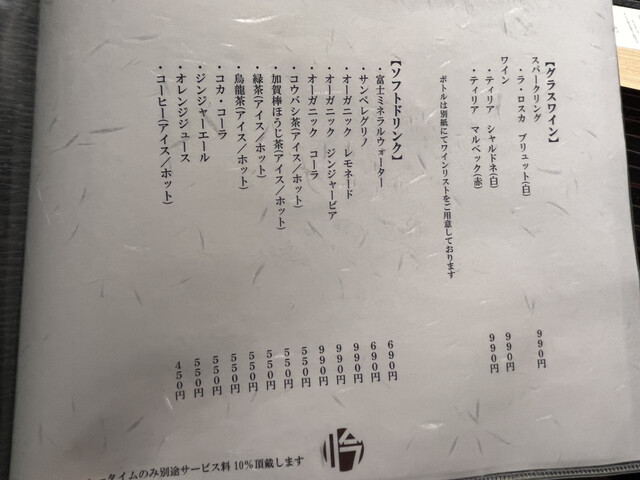 【グラスワイン】
スパークリング
・ラ・ロスカ　ブリュット(白) 990円
ワイン
・ティリア　シャルドネ(白) 990円
・ティリア　マルベック(赤) 990円
ボトルは別紙にてワインリストをご用意しております
【ソフトドリンク】
・富士ミネラルウォーター 690円
・サンペレグリノ 690円
・オーガニック　レモネード 990円
・オーガニック　ジンジャービア 990円
・オーガニック　コーラ 990円
・コウバシ茶(アイス／ホット) 550円
・加賀棒ほうじ茶(アイス／ホット) 550円
・緑茶(アイス／ホット) 550円
・烏龍茶(アイス／ホット) 550円
・コカ・コーラ 550円
・ジンジャーエール 550円
・オレンジジュース 550円
・コーヒー(アイス／ホット) 450円
タイムのみ別途サービス料 10%頂戴します